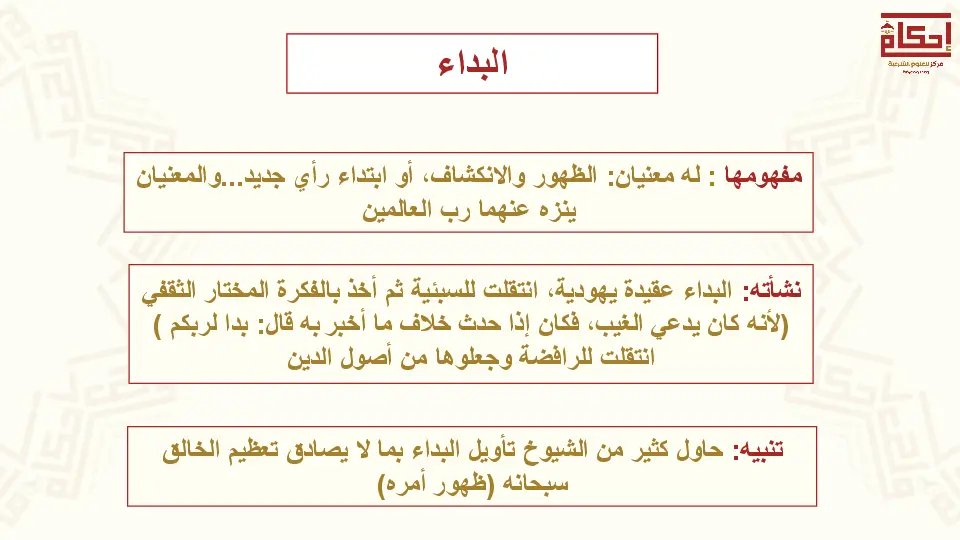 إحكام
مركز للعلوم الشرعية
البداء
مفهومها : له معنيان: الظهور والانكشاف، أو ابتداء رأي جديد...والمعنيان
ينزه عنهما رب العالمين
نشأته: البداء عقيدة يهودية، انتقلت للسبئية ثم أخذ بالفكرة المختار الثقفي
(لأنه كان يدعي الغيب، فكان إذا حدث خلاف ما أخبر به قال: بدا لربكم )
انتقلت للرافضة وجعلوها من أصول الدين
تنبيه: حاول كثير من الشيوخ تأويل البداء بما لا يصادق تعظيم الخالق
سبحانه (ظهور أمره)